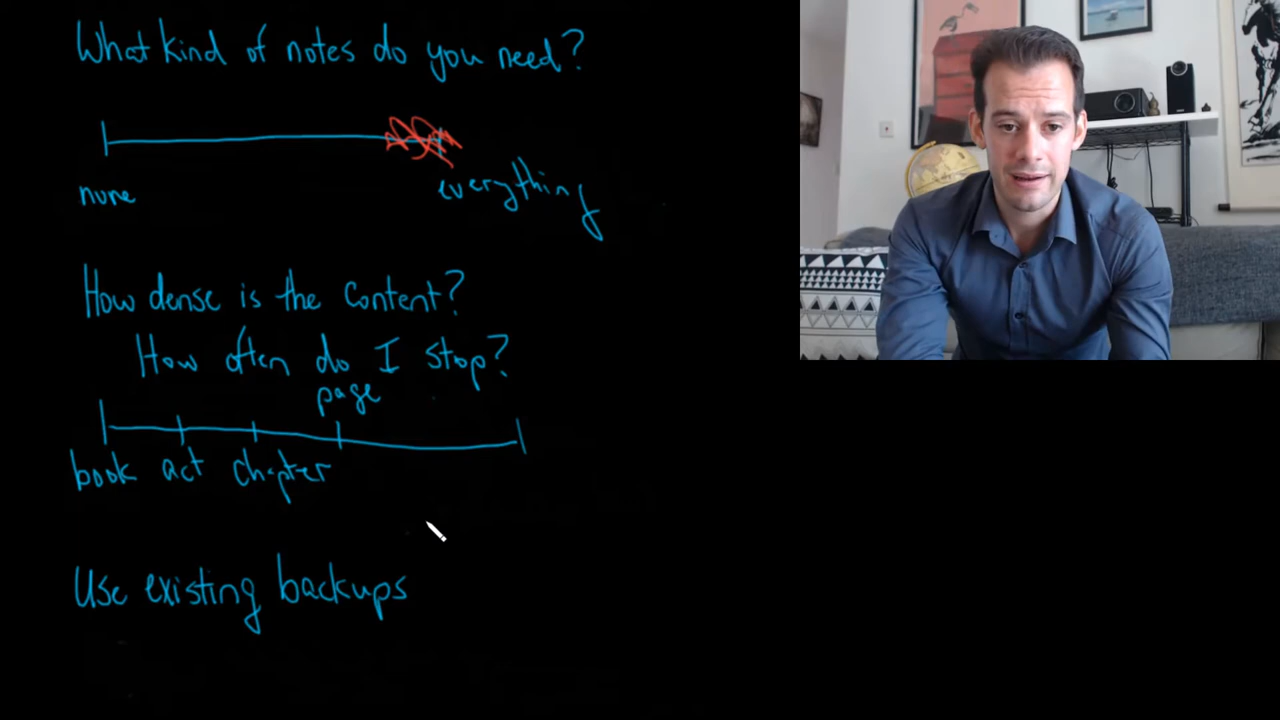 What kind of notes do you need?
none
everything
How dense is the content?
How often do I stop?
page
book act chapter
Use existing backups